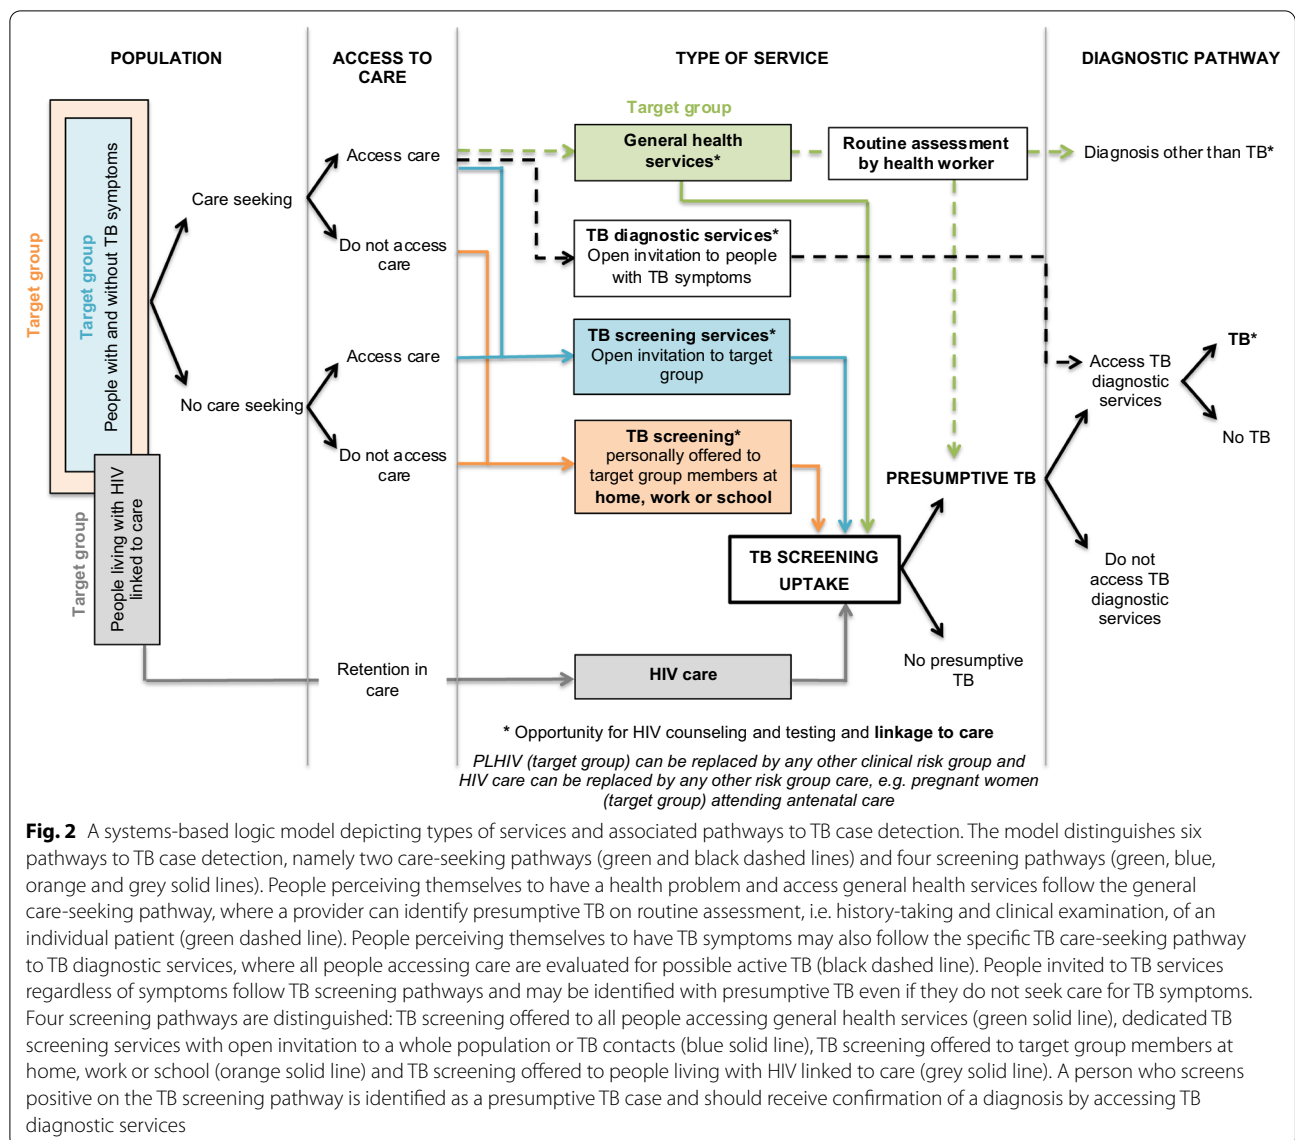 POPULATION
ACCESS TO
CARE
TYPE OF SERVICE
DIAGNOSTIC PATHWAY
Target group
Target group
People with and without TB symptoms
Target group
People living with HIV
linked to care
Care seeking
No care seeking
Access care
Do not access
care
Access care
Do not access
care
Retention in
care
Target group
General health
services*
Routine assessment
by health worker
TB diagnostic services*
Open invitation to people
with TB symptoms
TB screening services*
Open invitation to target
group
TB screening*
personally offered to
target group members at
home, work or school
TB SCREENING
UPTAKE
HIV care
PRESUMPTIVE TB
No presumptive
TB
Diagnosis other than TB*
Access TB
diagnostic
services
TB*
No TB
Do not
access TB
diagnostic
services
* Opportunity for HIV counseling and testing and linkage to care
PLHIV (target group) can be replaced by any other clinical risk group and
HIV care can be replaced by any other risk group care, e.g. pregnant women
(target group) attending antenatal care
Fig. 2 A systems-based logic model depicting types of services and associated pathways to TB case detection. The model distinguishes six
pathways to TB case detection, namely two care-seeking pathways (green and black dashed lines) and four screening pathways (green, blue,
orange and grey solid lines). People perceiving themselves to have a health problem and access general health services follow the general
care-seeking pathway, where a provider can identify presumptive TB on routine assessment, i.e. history-taking and clinical examination, of an
individual patient (green dashed line). People perceiving themselves to have TB symptoms may also follow the specific TB care-seeking pathway
to TB diagnostic services, where all people accessing care are evaluated for possible active TB (black dashed line). People invited to TB services
regardless of symptoms follow TB screening pathways and may be identified with presumptive TB even if they do not seek care for TB symptoms.
Four screening pathways are distinguished: TB screening offered to all people accessing general health services (green solid line), dedicated TB
screening services with open invitation to a whole population or TB contacts (blue solid line), TB screening offered to target group members at
home, work or school (orange solid line) and TB screening offered to people living with HIV linked to care (grey solid line). A person who screens
positive on the TB screening pathway is identified as a presumptive TB case and should receive confirmation of a diagnosis by accessing TB
diagnostic services